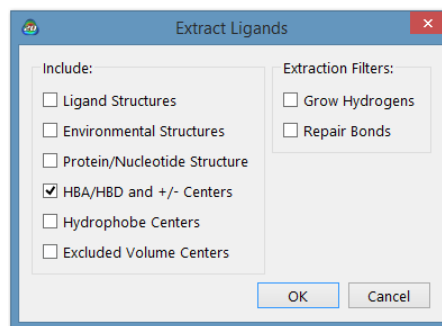 Extract Ligands
Include:
Ligand Structures
Environmental Structures
Protein/Nucleotide Structure
HBA/HBD and +/- Centers
Hydrophobe Centers
Excluded Volume Centers
Extraction Filters:
Grow Hydrogens
Repair Bonds
OK
Cancel